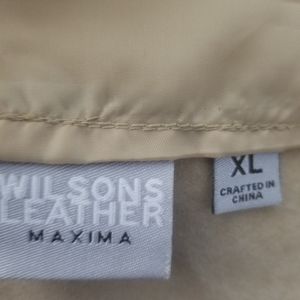 WILSONS
LEATHER
MAXIMA
XL
CRAFTED IN
CHINA